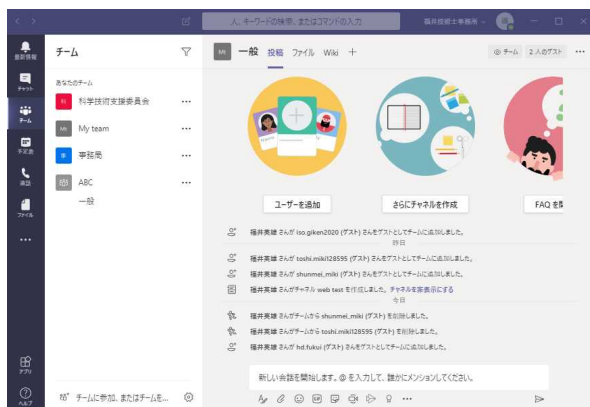 人、キーワードの検索、またはコマンドの入力
福井技術士事務所
最新情報
チャット
チーム
予定表
通話
ファイル
アプリ
ヘルプ
チーム
あなたのチーム
科 科学技術支援委員会
Mt My team
事 事務局
ABC
一般
チームに参加、またはチームを...
Mt 一般 投稿 ファイル Wiki
チーム 2 人のゲスト
ユーザーを追加
さらにチャネルを作成
FAQ を
福井英雄 さんが iso.giken2020 (ゲスト) さんをゲストとしてチームに追加しました。
昨日
福井英雄 さんが toshi.miki128595 (ゲスト) さんをゲストとしてチームに追加しました。
福井英雄 さんが shunmei_miki (ゲスト) さんをゲストとしてチームに追加しました。
福井英雄 さんがチャネル web test を作成しました。 チャネルを非表示にする
今日
福井英雄 さんがチームから shunmei_miki (ゲスト) を削除しました。
福井英雄 さんがチームから toshi.miki128595 (ゲスト) を削除しました。
福井英雄 さんが hd.fukui (ゲスト) さんをゲストとしてチームに追加しました。
新しい会話を開始します。@ を入力して、誰かにメンションしてください。